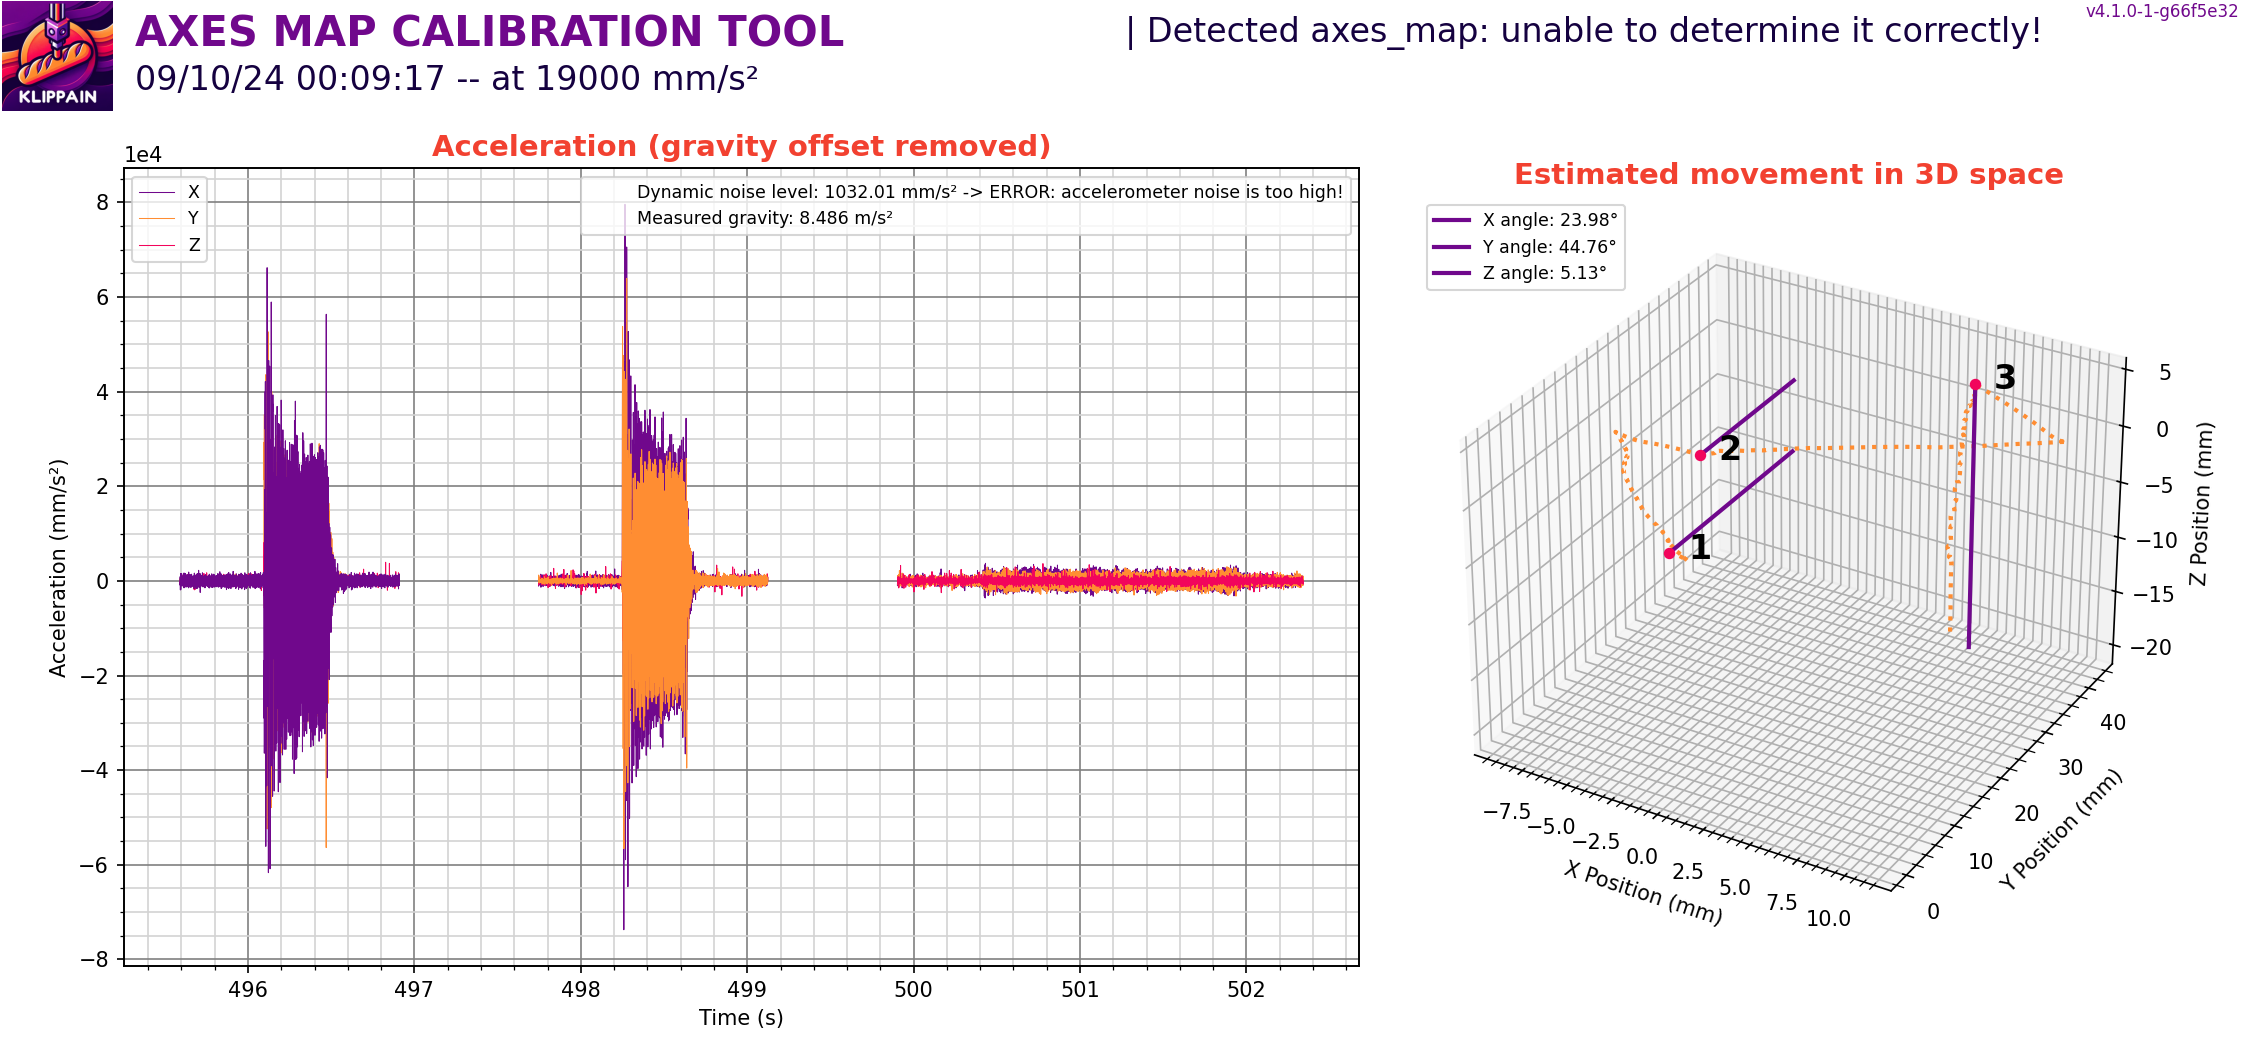 KLIPPAIN
AXES MAP CALIBRATION TOOL
09/10/24 00:09:17 -- at 19000 mm/s²
| Detected axes_map: unable to determine it correctly!
v4.1.0-1-g66f5e32
Acceleration (gravity offset removed)
1e4
X
Y
Z
Dynamic noise level: 1032.01 mm/s² -> ERROR: accelerometer noise is too high!
Measured gravity: 8.486 m/s²
Acceleration (mm/s²)
8
6
4
2
0
−2
−4
−6
−8
496 497 498 499 500 501 502
Time (s)
Estimated movement in 3D space
X angle: 23.98°
Y angle: 44.76°
Z angle: 5.13°
1
2
3
5
0
−5
−10
−15
−20
Z Position (mm)
40
30
20
10
0
Y Position (mm)
−7.5 −5.0 −2.5 0.0 2.5 5.0 7.5 10.0
X Position (mm)